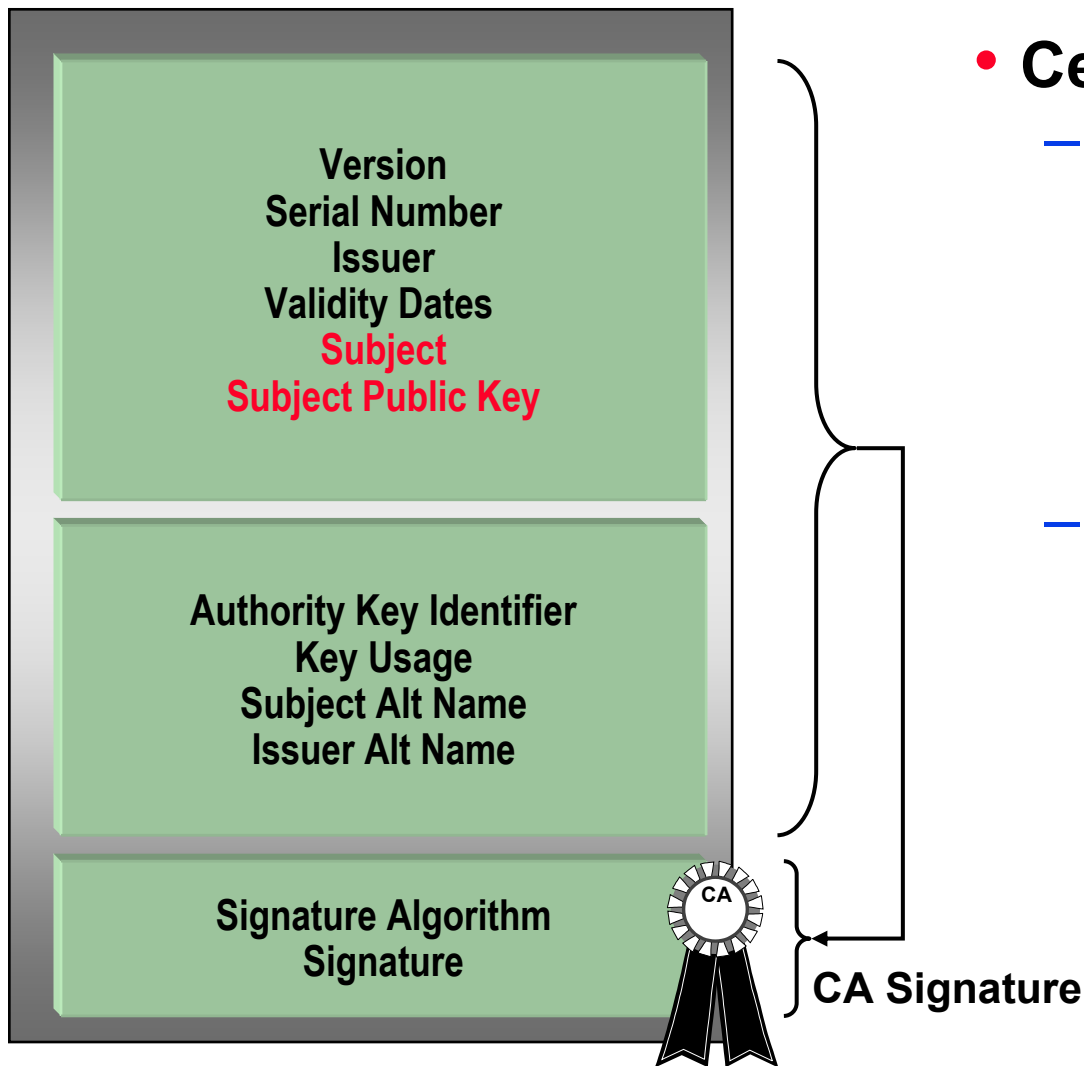 Version
Serial Number
Issuer
Validity Dates
Subject
Subject Public Key
Authority Key Identifier
Key Usage
Subject Alt Name
Issuer Alt Name
Signature Algorithm
Signature
CA
CA Signature